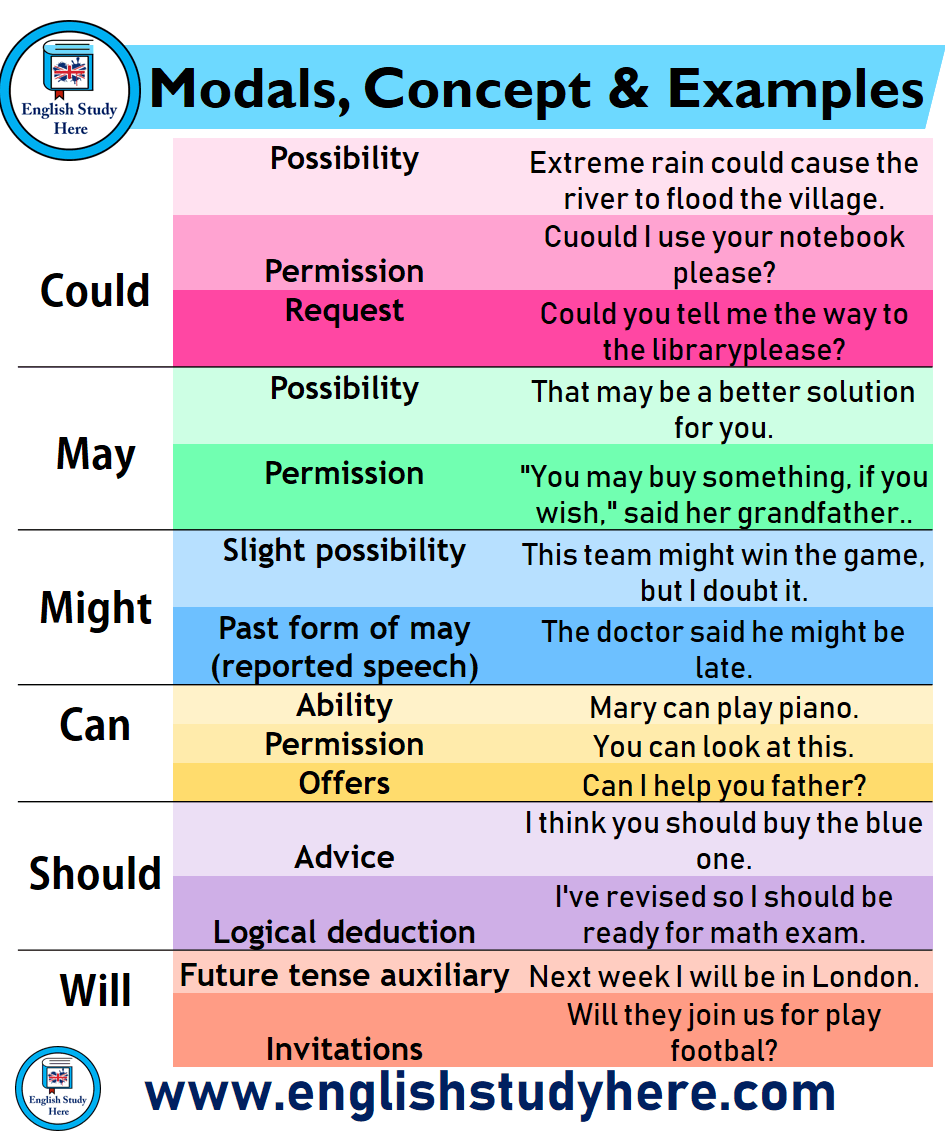 English Study
Here
Modals, Concept & Examples
Could
Possibility
Extreme rain could cause the
river to flood the village.
Permission
Cuould I use your notebook
please?
Request
Could you tell me the way to
the libraryplease?
May
Possibility
That may be a better solution
for you.
Permission
"You may buy something, if you
wish," said her grandfather..
Might
Slight possibility
This team might win the game,
but I doubt it.
Past form of may
(reported speech)
The doctor said he might be
late.
Can
Ability
Mary can play piano.
Permission
You can look at this.
Offers
Can I help you father?
Should
Advice
I think you should buy the blue
one.
Logical deduction
I've revised so I should be
ready for math exam.
Will
Future tense auxiliary
Next week I will be in London.
Invitations
Will they join us for play
footbal?
English Study
Here
www.englishstudyhere.com